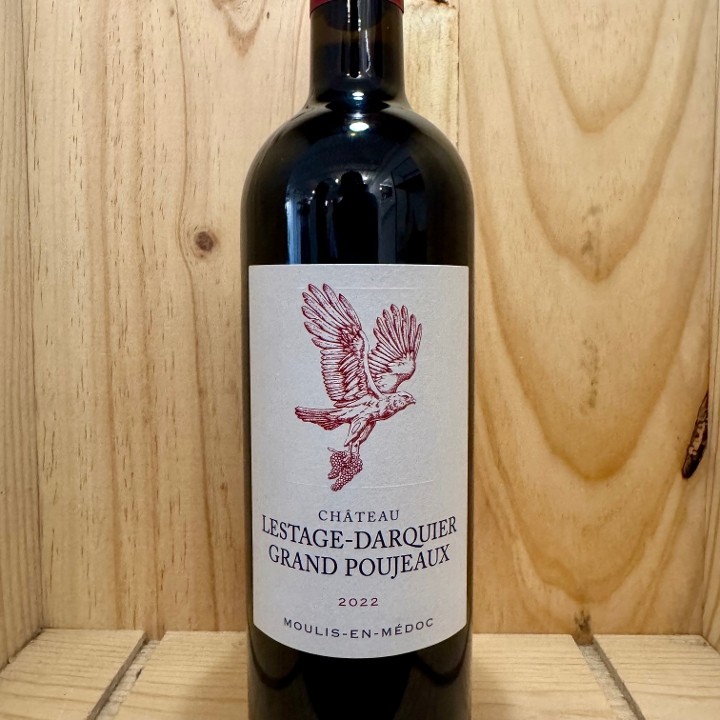 CHÂTEAU
LESTAGE-DARQUIER
GRAND POUJEAUX
2022
MOULIS-EN-MÉDOC